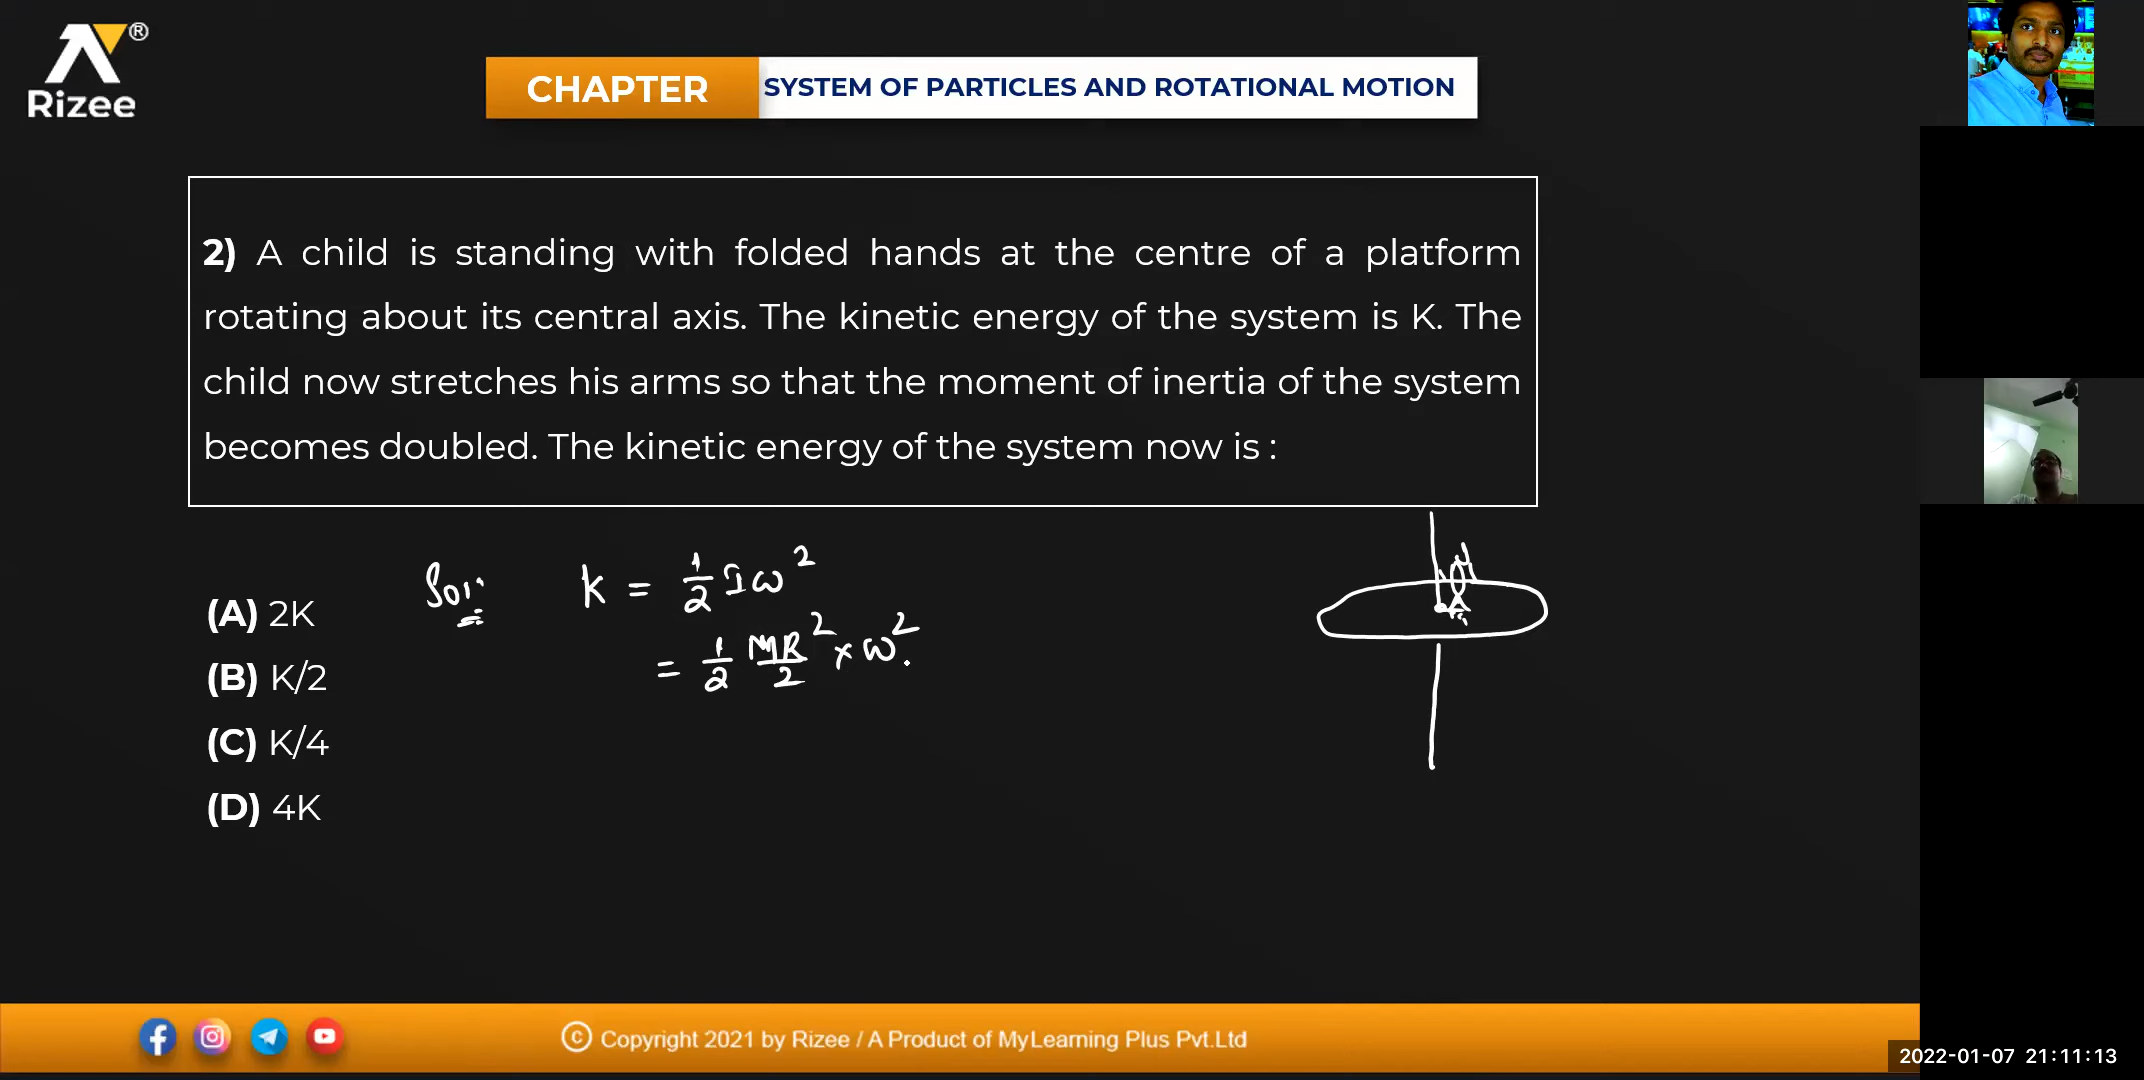 Rizee®
CHAPTER SYSTEM OF PARTICLES AND ROTATIONAL MOTION
2) A child is standing with folded hands at the centre of a platform
rotating about its central axis. The kinetic energy of the system is K. The
child now stretches his arms so that the moment of inertia of the system
becomes doubled. The kinetic energy of the system now is :
(A) 2K
(B) K/2
(C) K/4
(D) 4K
Sol:
K = 1/2 Iω²
= 1/2 MR²/2 × ω²
© Copyright 2021 by Rizee / A Product of MyLearning Plus Pvt.Ltd
2022-01-07 21:11:13